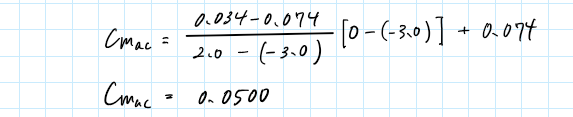 Cmac = (0.034-0.074)/(2.0 - (-3.0)) [0-(-3.0)] + 0.074
Cmac = 0.0500